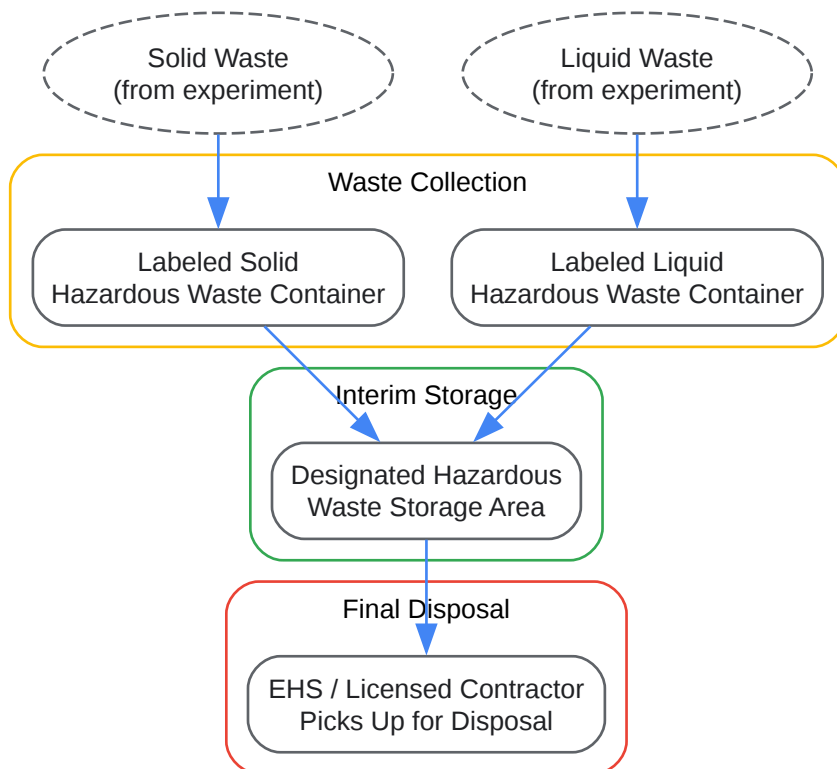 Solid Waste
(from experiment)
Liquid Waste
(from experiment)
Waste Collection
Labeled Solid
Hazardous Waste Container
Labeled Liquid
Hazardous Waste Container
Interim Storage
Designated Hazardous
Waste Storage Area
Final Disposal
EHS / Licensed Contractor
Picks Up for Disposal